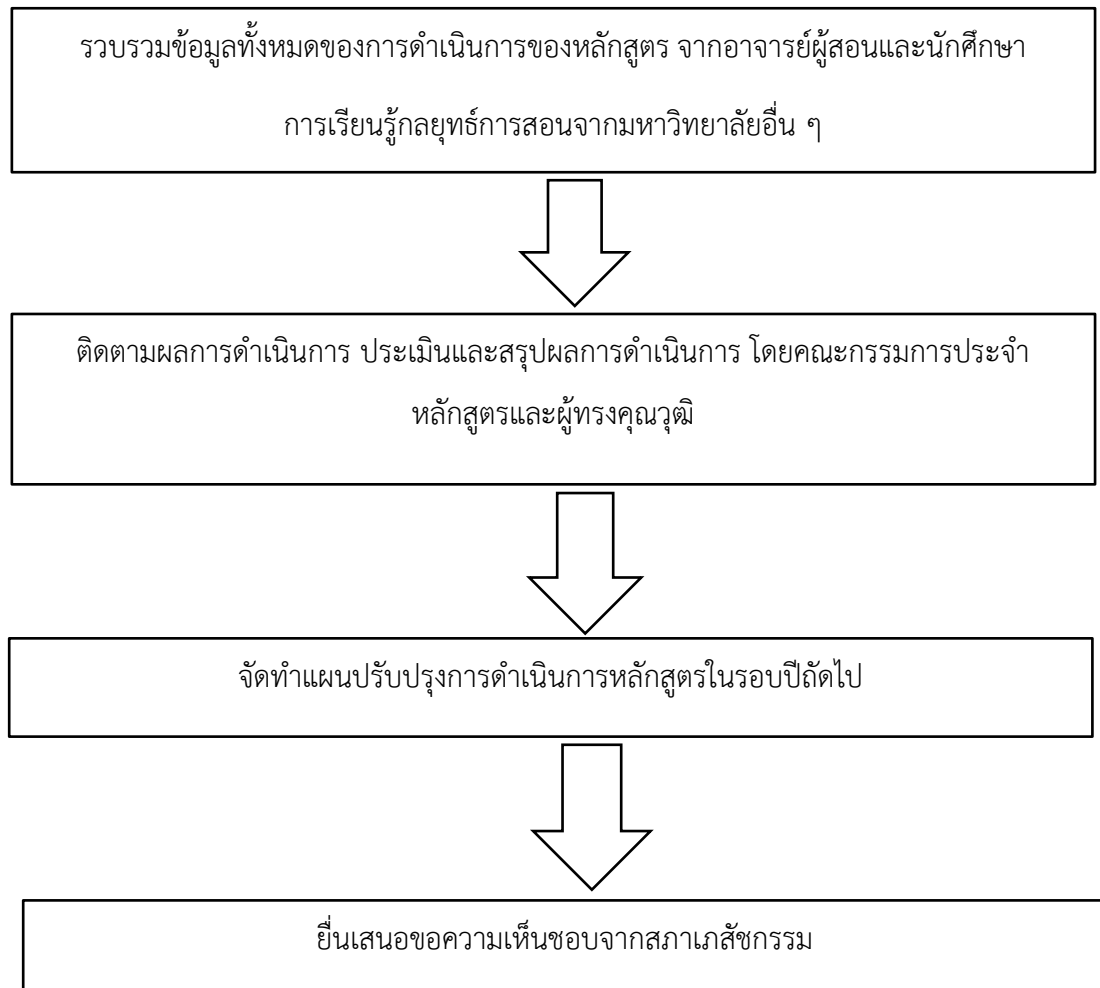 รวบรวมข้อมูลทั้งหมดของการดำเนินการของหลักสูตร จากอาจารย์ผู้สอนและนักศึกษา
การเรียนรู้กลยุทธ์การสอนจากมหาวิทยาลัยอื่น ๆ
ติดตามผลการดำเนินการ ประเมินและสรุปผลการดำเนินการ โดยคณะกรรมการประจำ
หลักสูตรและผู้ทรงคุณวุฒิ
จัดทำแผนปรับปรุงการดำเนินการหลักสูตรในรอบปีถัดไป
ยื่นเสนอขอความเห็นชอบจากสภาเภสัชกรรม